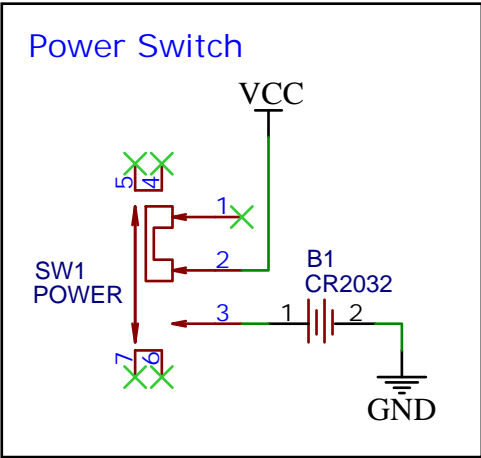 Power Switch
VCC
5 4
1
2
SW1
POWER
B1
CR2032
3
1 2
7 6
GND